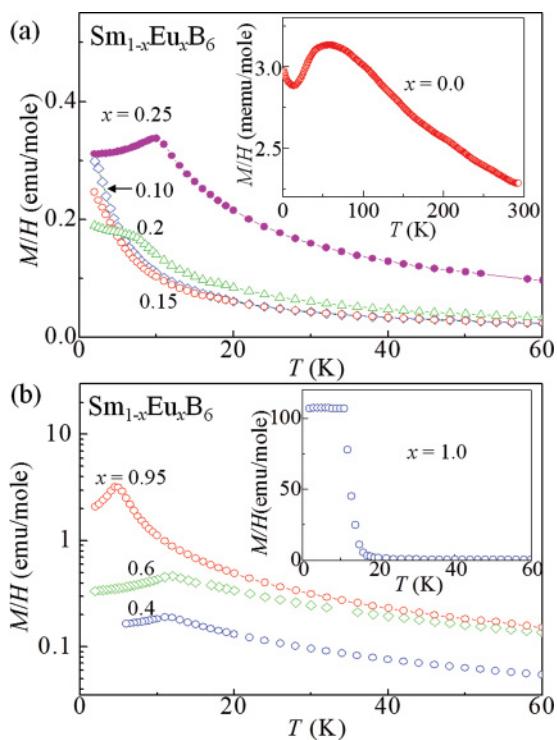 (a)
Sm1-xEuxB6
x = 0.25
0.10
0.2
0.15
M/H (emu/mole)
0.4
0.2
0.0
20 40 60
T (K)
x = 0.0
M/H (memu/mole)
3.0
2.5
0 100 200 300
T (K)
(b)
Sm1-xEuxB6
x = 0.95
0.6
0.4
M/H (emu/mole)
10
1
0.1
0 20 40 60
T (K)
x = 1.0
M/H(emu/mole)
100
50
0
0 20 40 60
T (K)